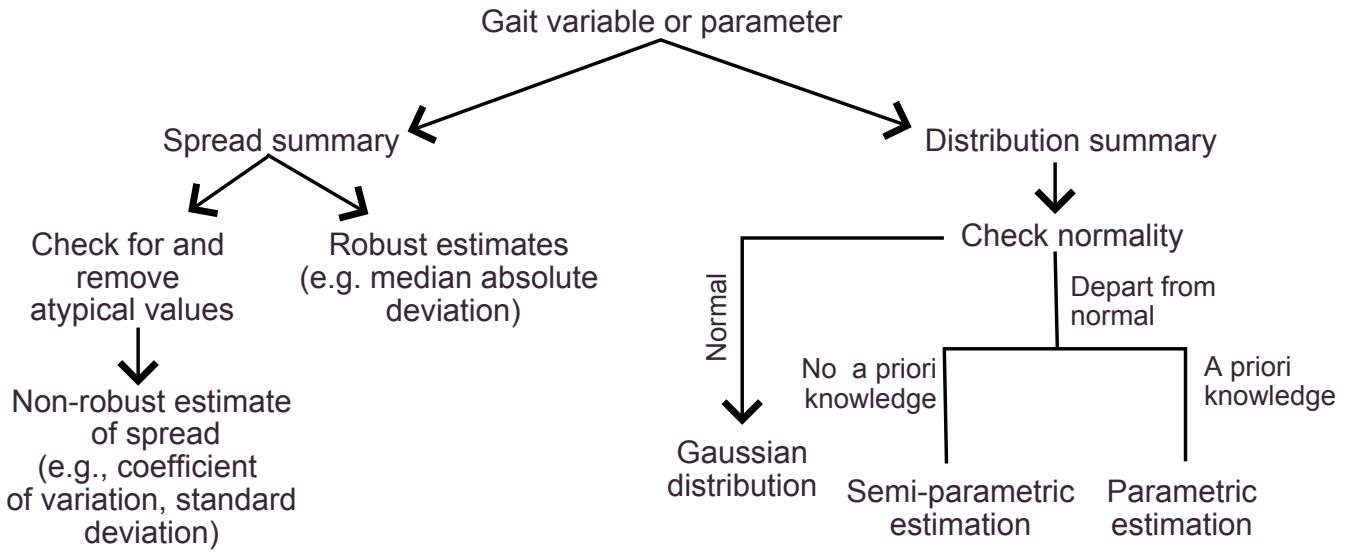 Gait variable or parameter
Spread summary
Distribution summary
Check for and
remove
atypical values
Robust estimates
(e.g. median absolute
deviation)
Check normality
Normal
Depart from
normal
No a priori
knowledge
A priori
knowledge
Non-robust estimate
of spread
(e.g., coefficient
of variation, standard
deviation)
Gaussian
distribution
Semi-parametric
estimation
Parametric
estimation